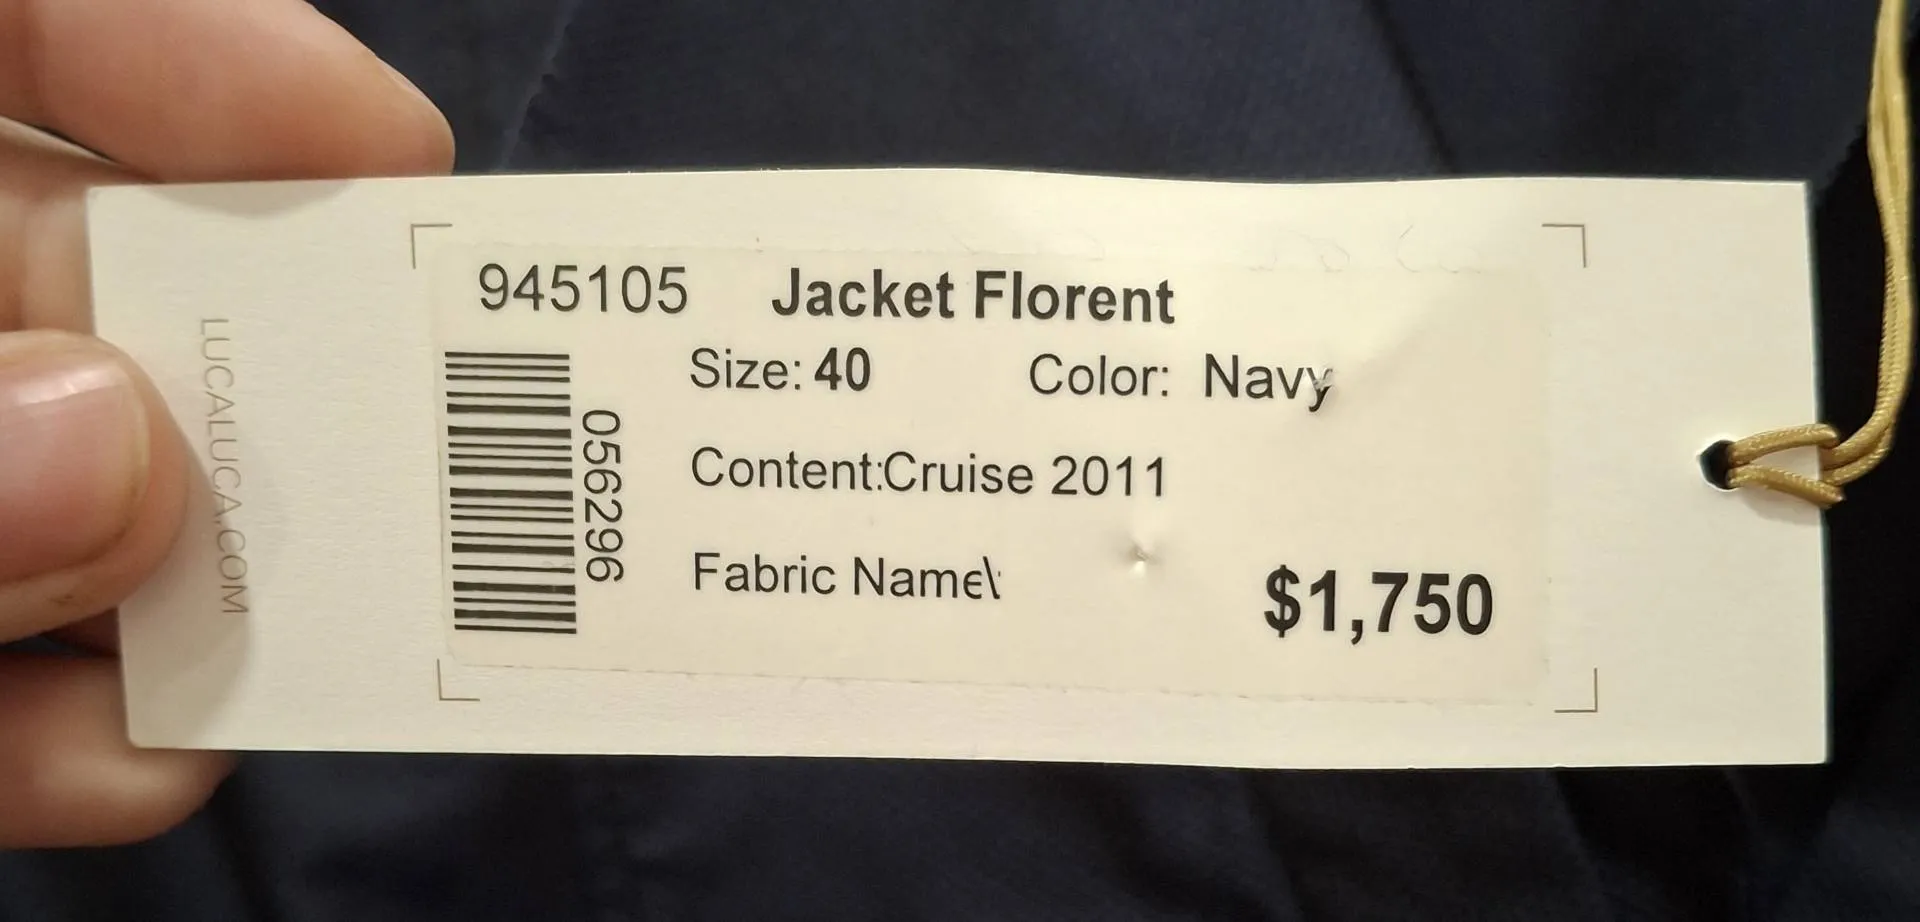 945105 Jacket Florent
Size: 40 Color: Navy
Content:Cruise 2011
Fabric Name\
$1,750
056296
LUCALUCA.COM